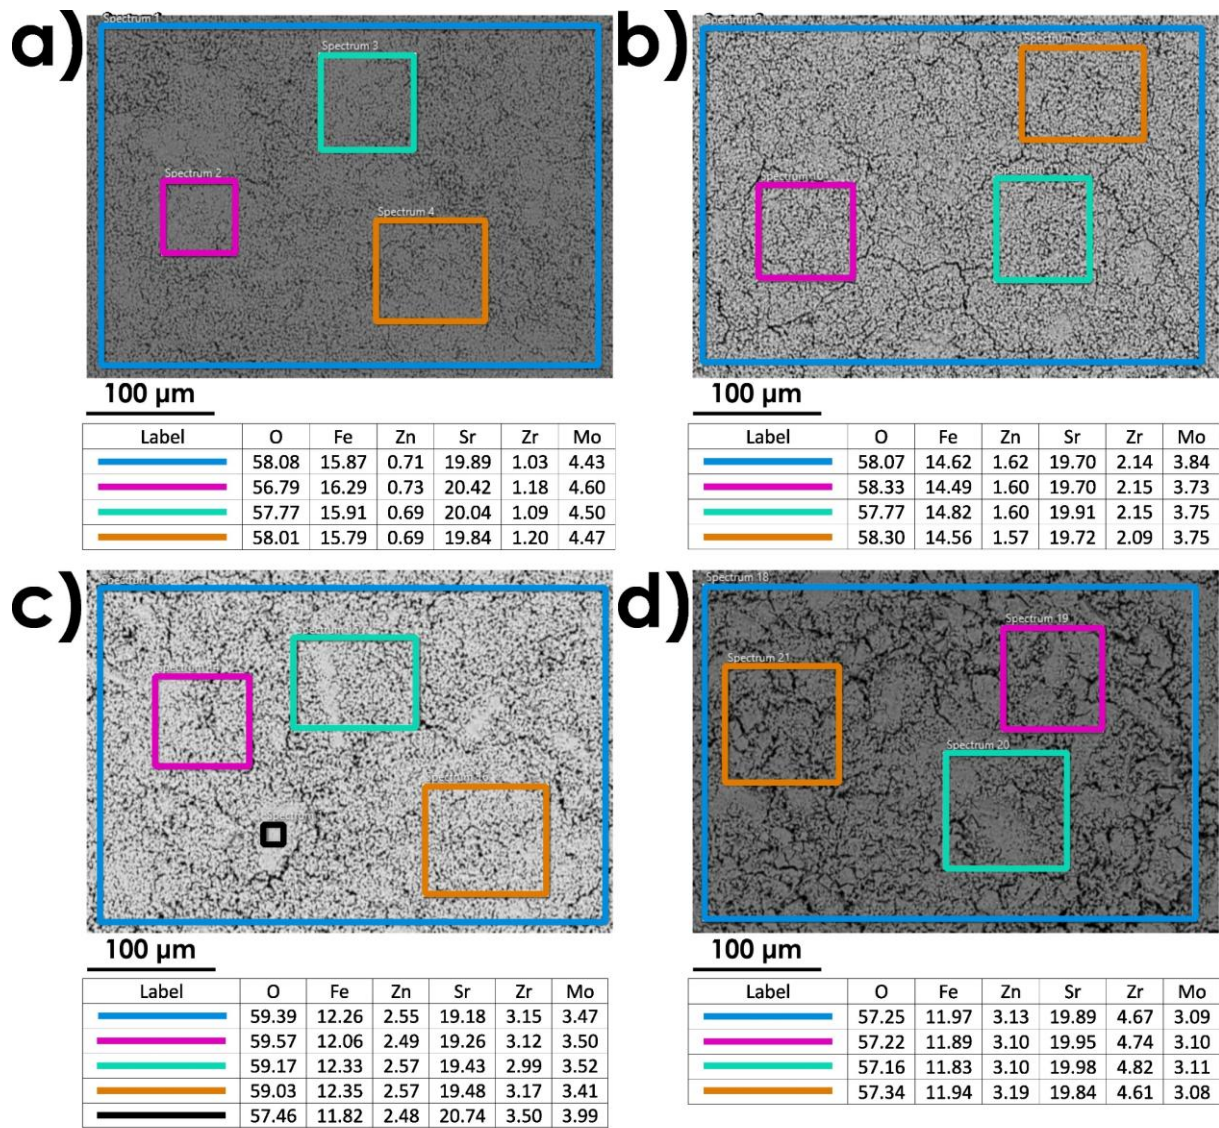 a)
Spectrum 1
Spectrum 3
Spectrum 2
Spectrum 4
100 µm
Label O Fe Zn Sr Zr Mo
58.08 15.87 0.71 19.89 1.03 4.43
56.79 16.29 0.73 20.42 1.18 4.60
57.77 15.91 0.69 20.04 1.09 4.50
58.01 15.79 0.69 19.84 1.20 4.47
b)
100 µm
Label O Fe Zn Sr Zr Mo
58.07 14.62 1.62 19.70 2.14 3.84
58.33 14.49 1.60 19.70 2.15 3.73
57.77 14.82 1.60 19.91 2.15 3.75
58.30 14.56 1.57 19.72 2.09 3.75
c)
100 µm
Label O Fe Zn Sr Zr Mo
59.39 12.26 2.55 19.18 3.15 3.47
59.57 12.06 2.49 19.26 3.12 3.50
59.17 12.33 2.57 19.43 2.99 3.52
59.03 12.35 2.57 19.48 3.17 3.41
57.46 11.82 2.48 20.74 3.50 3.99
d)
Spectrum 18
Spectrum 19
Spectrum 21
Spectrum 20
100 µm
Label O Fe Zn Sr Zr Mo
57.25 11.97 3.13 19.89 4.67 3.09
57.22 11.89 3.10 19.95 4.74 3.10
57.16 11.83 3.10 19.98 4.82 3.11
57.34 11.94 3.19 19.84 4.61 3.08